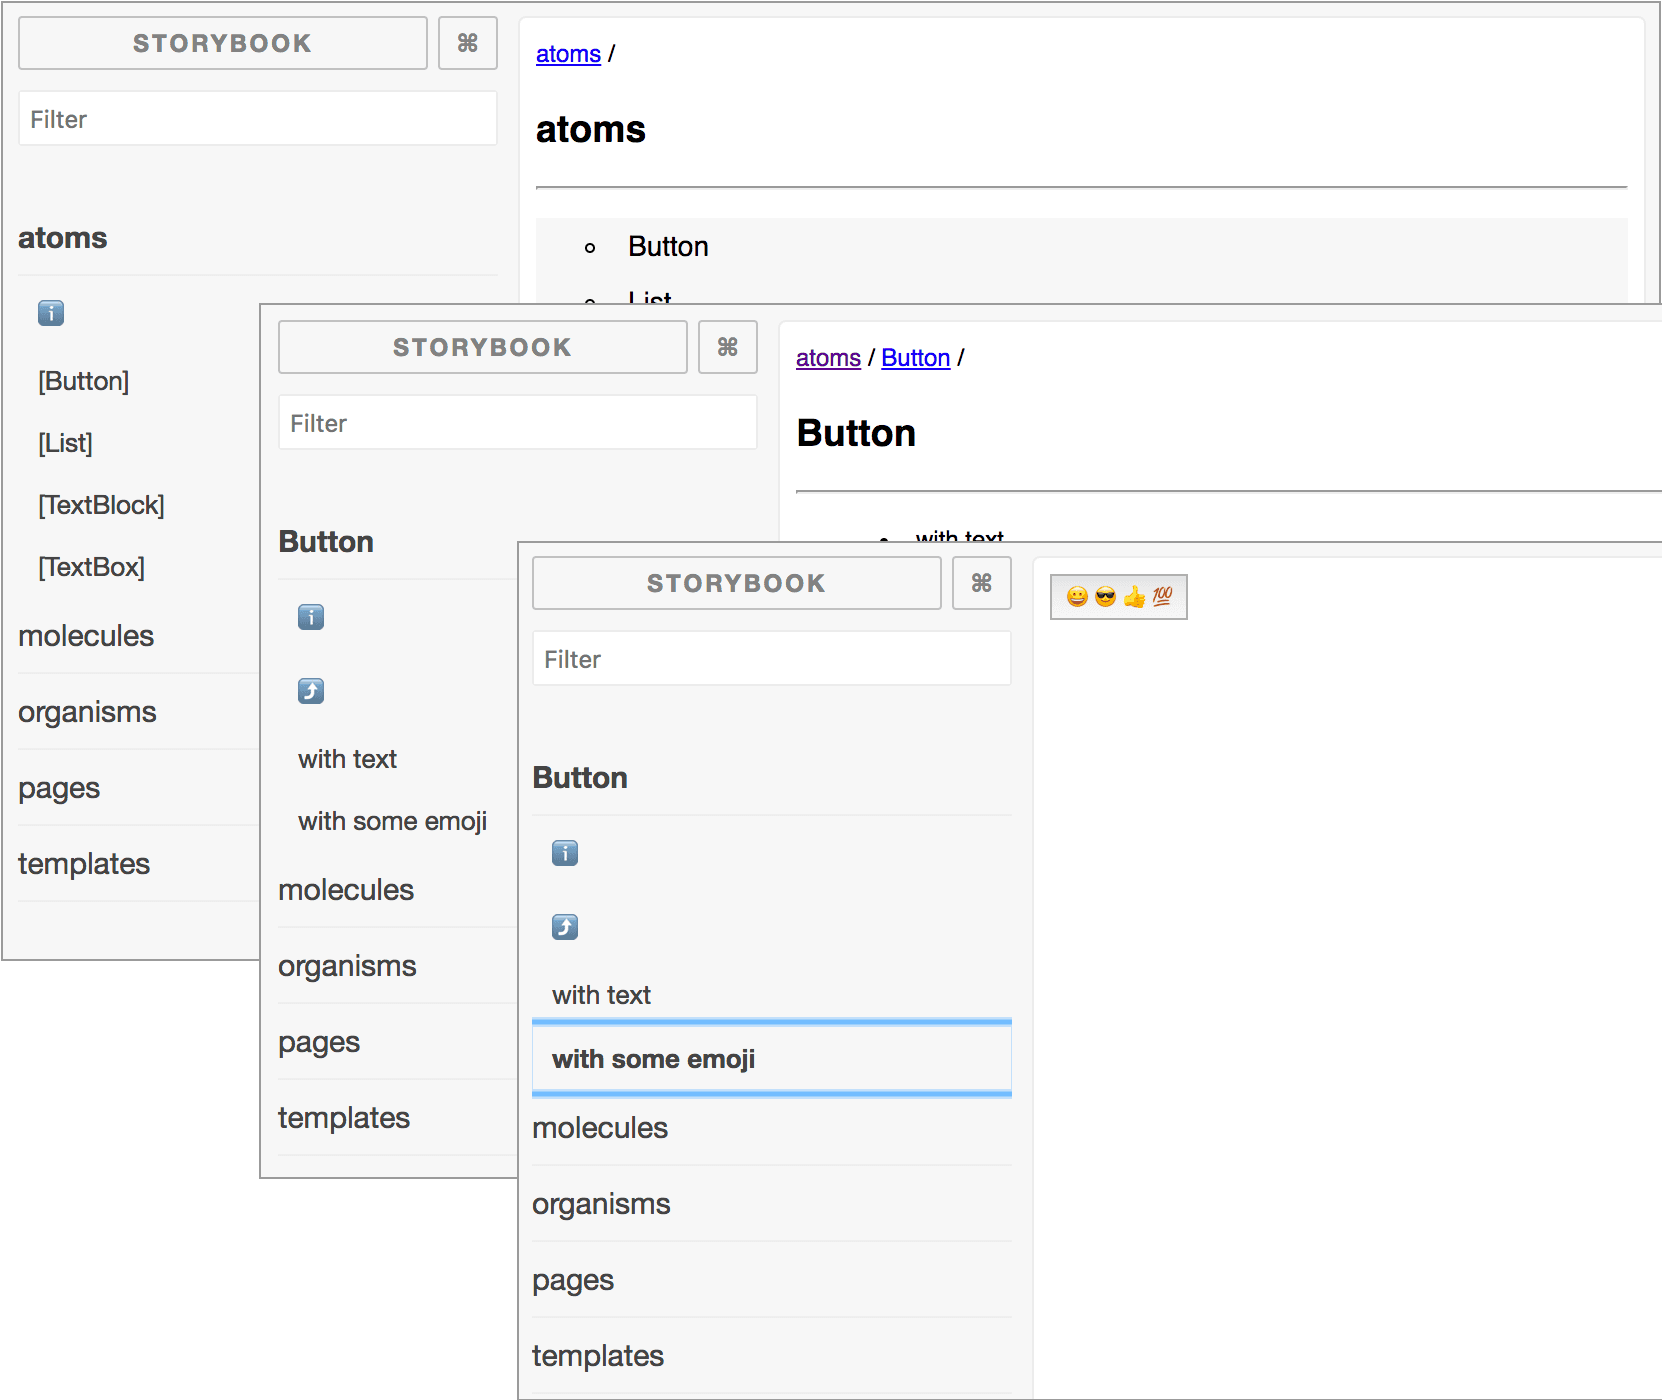 STORYBOOK ⌘
Filter
atoms
ℹ️
[Button]
[List]
[TextBlock]
[TextBox]
molecules
organisms
pages
templates
atoms /
atoms
Button
List
STORYBOOK ⌘
Filter
Button
ℹ️
⤴️
with text
with some emoji
molecules
organisms
pages
templates
atoms / Button /
Button
with text
STORYBOOK ⌘
Filter
Button
ℹ️
⤴️
with text
with some emoji
molecules
organisms
pages
templates
😀 😎 👍 💯